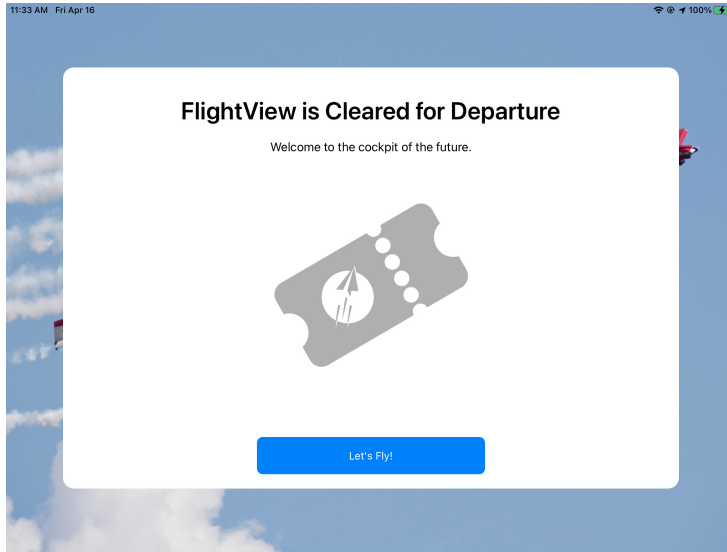 11:33 AM Fri Apr 16
100%
FlightView is Cleared for Departure
Welcome to the cockpit of the future.
Let's Fly!